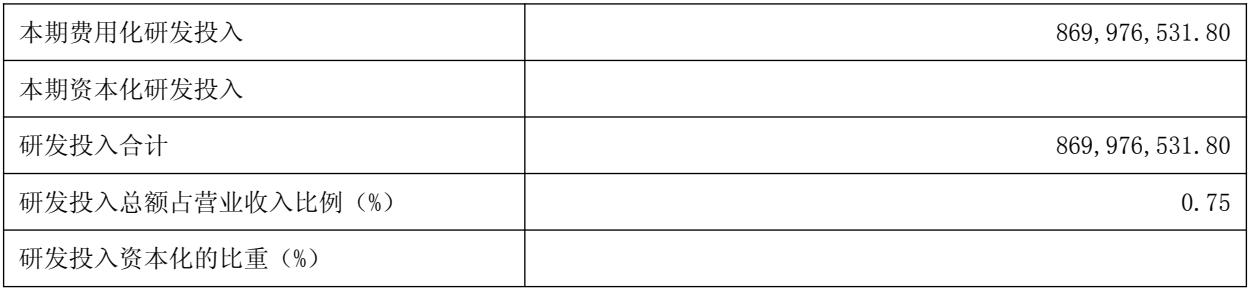 本期费用化研发投入 869,976,531.80
本期资本化研发投入
研发投入合计 869,976,531.80
研发投入总额占营业收入比例（%） 0.75
研发投入资本化的比重（%）